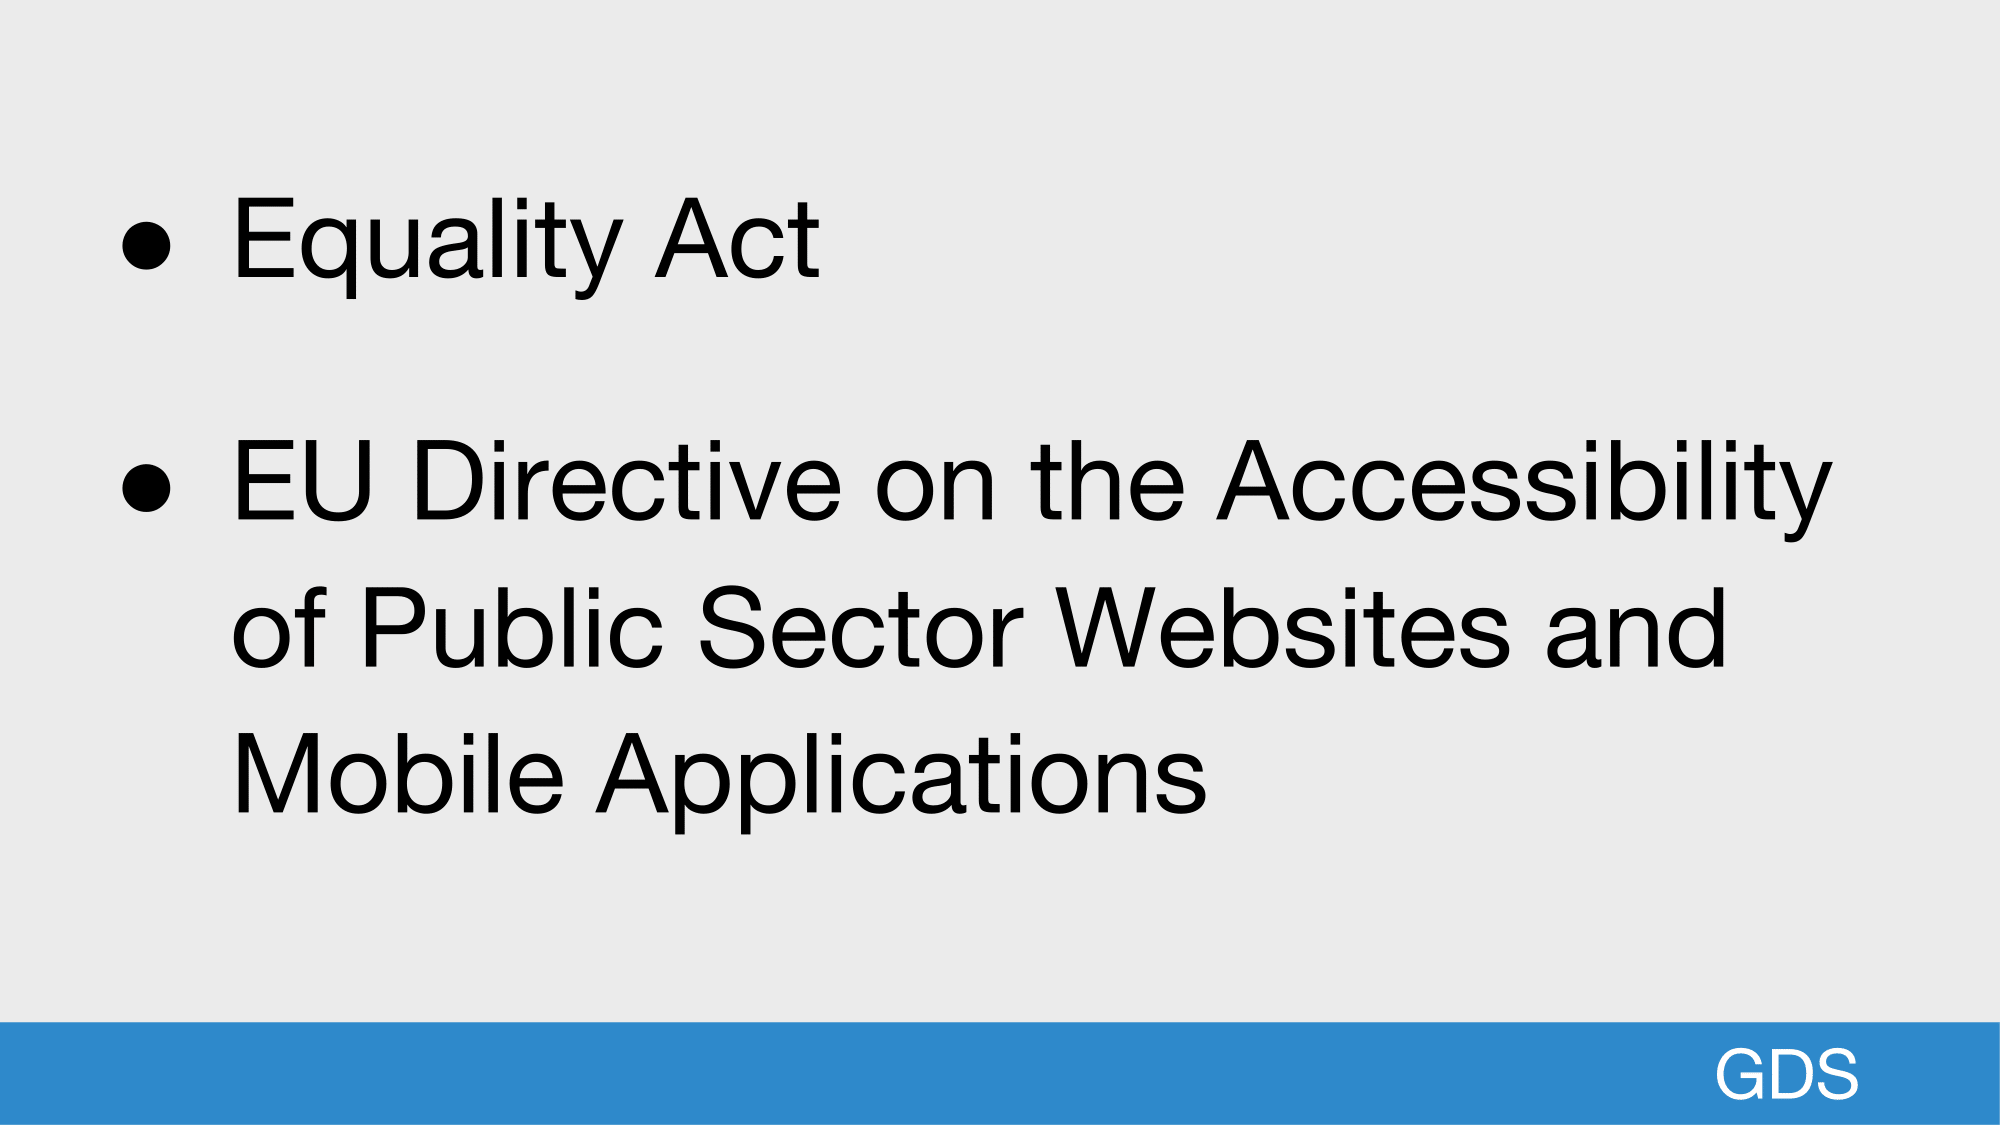 ● Equality Act
● EU Directive on the Accessibility
of Public Sector Websites and
Mobile Applications
GDS